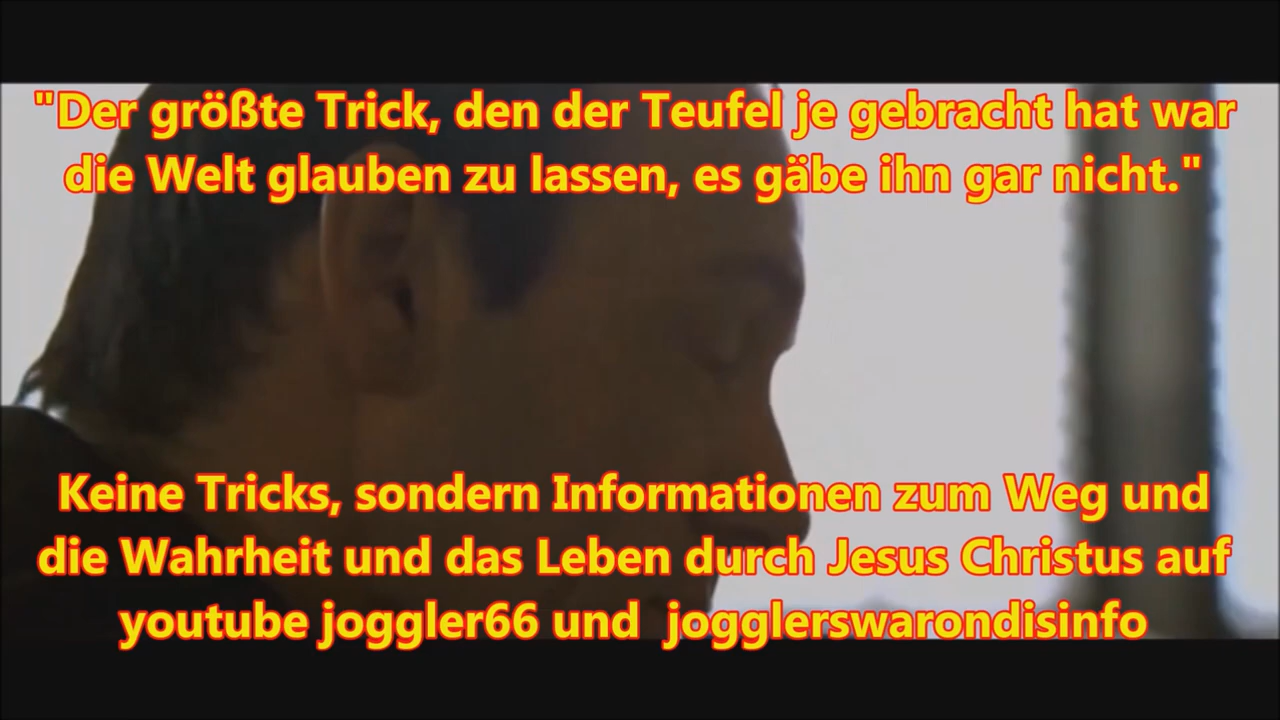 "Der größte Trick, den der Teufel je gebracht hat war
die Welt glauben zu lassen, es gäbe ihn gar nicht."
Keine Tricks, sondern Informationen zum Weg und
die Wahrheit und das Leben durch Jesus Christus auf
youtube joggler66 und jogglerswarondisinfo